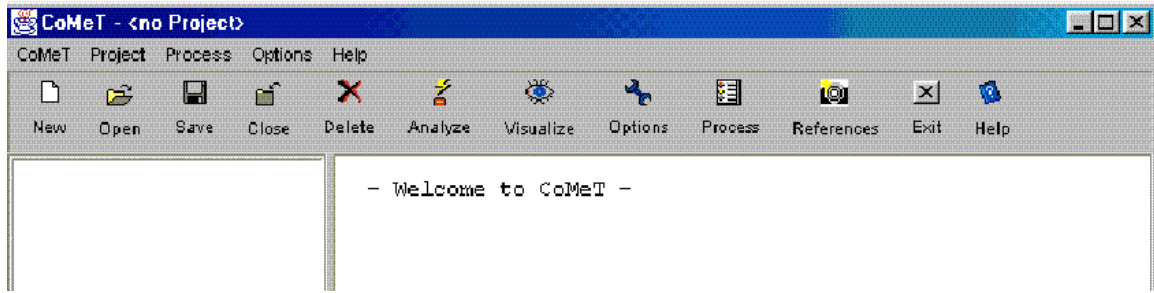 CoMeT - <no Project>
CoMeT Project Process Options Help
New Open Save Close Delete Analyze Visualize Options Process References Exit Help
- Welcome to CoMeT -